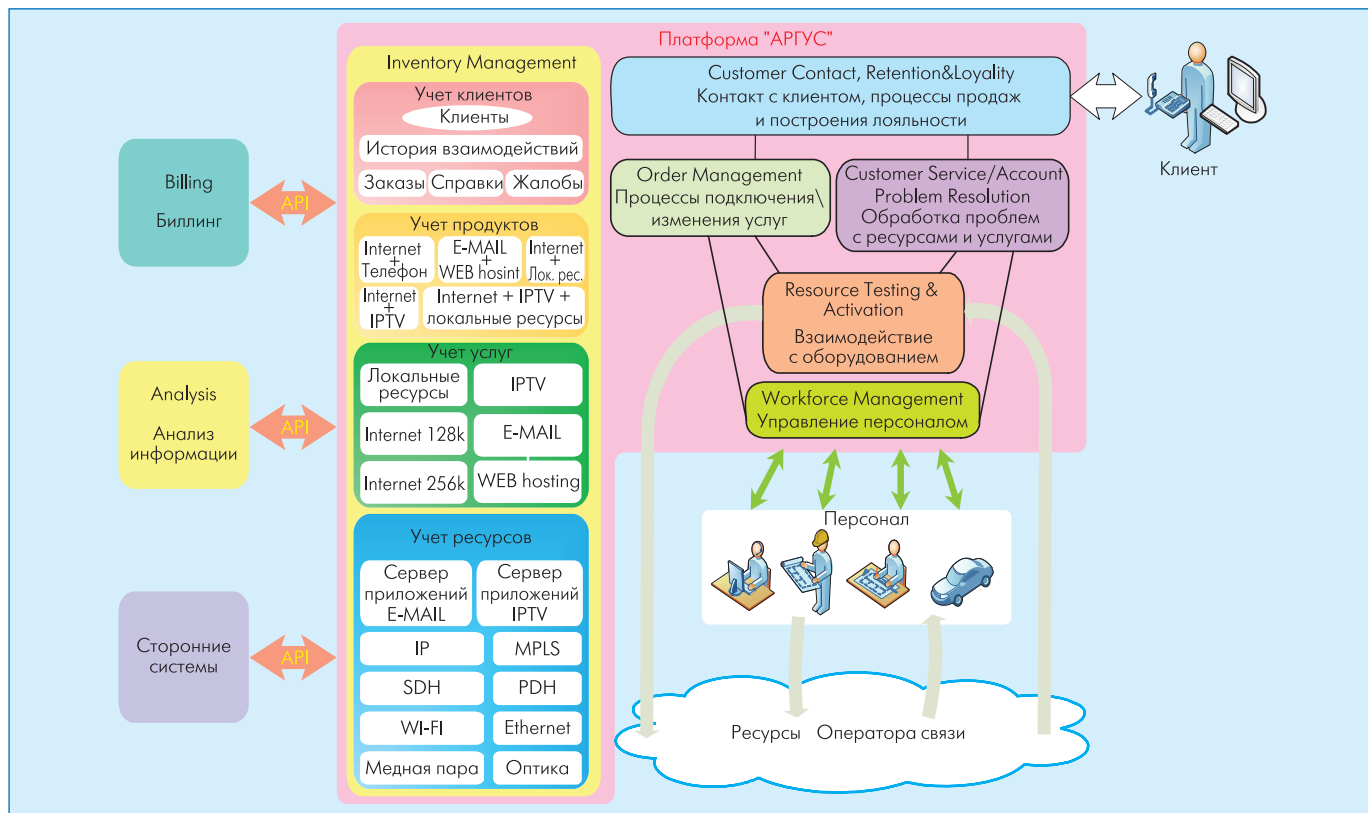 Платформа "АРГУС"
Billing
Биллинг
API
Analysis
Анализ
информации
API
Сторонние
системы
API
Inventory Management
Учет клиентов
Клиенты
История взаимодействий
Заказы
Справки
Жалобы
Учет продуктов
Internet
+
Телефон
E-MAIL
+
WEB hosint
Internet
+
Лок. рес.
Internet
+
IPTV
Internet + IPTV +
локальные ресурсы
Учет услуг
Локальные
ресурсы
IPTV
Internet 128k
E-MAIL
Internet 256k
WEB hosting
Учет ресурсов
Сервер
приложений
E-MAIL
Сервер
приложений
IPTV
IP
MPLS
SDH
PDH
WI-FI
Ethernet
Медная пара
Оптика
Customer Contact, Retention&Loyality
Контакт с клиентом, процессы продаж
и построения лояльности
Клиент
Order Management
Процессы подключения\
изменения услуг
Customer Service/Account
Problem Resolution
Обработка проблем
с ресурсами и услугами
Resource Testing &
Activation
Взаимодействие
с оборудованием
Workforce Management
Управление персоналом
Персонал
Ресурсы Оператора связи